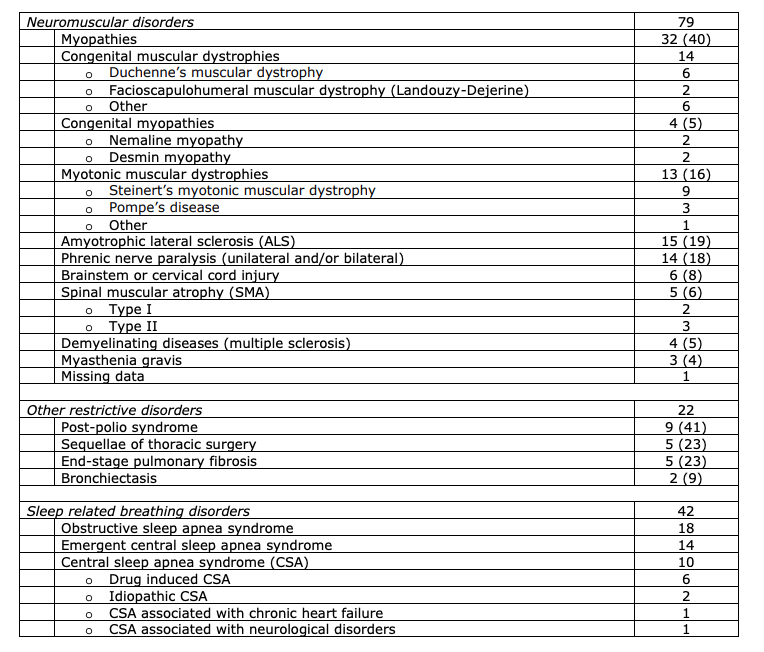 Neuromuscular disorders 79
Myopathies 32 (40)
Congenital muscular dystrophies 14
o Duchenne's muscular dystrophy 6
o Facioscapulohumeral muscular dystrophy (Landouzy-Dejerine) 2
o Other 6
Congenital myopathies 4 (5)
o Nemaline myopathy 2
o Desmin myopathy 2
Myotonic muscular dystrophies 13 (16)
o Steinert's myotonic muscular dystrophy 9
o Pompe's disease 3
o Other 1
Amyotrophic lateral sclerosis (ALS) 15 (19)
Phrenic nerve paralysis (unilateral and/or bilateral) 14 (18)
Brainstem or cervical cord injury 6 (8)
Spinal muscular atrophy (SMA) 5 (6)
o Type I 2
o Type II 3
Demyelinating diseases (multiple sclerosis) 4 (5)
Myasthenia gravis 3 (4)
Missing data 1
Other restrictive disorders 22
Post-polio syndrome 9 (41)
Sequellae of thoracic surgery 5 (23)
End-stage pulmonary fibrosis 5 (23)
Bronchiectasis 2 (9)
Sleep related breathing disorders 42
Obstructive sleep apnea syndrome 18
Emergent central sleep apnea syndrome 14
Central sleep apnea syndrome (CSA) 10
o Drug induced CSA 6
o Idiopathic CSA 2
o CSA associated with chronic heart failure 1
o CSA associated with neurological disorders 1